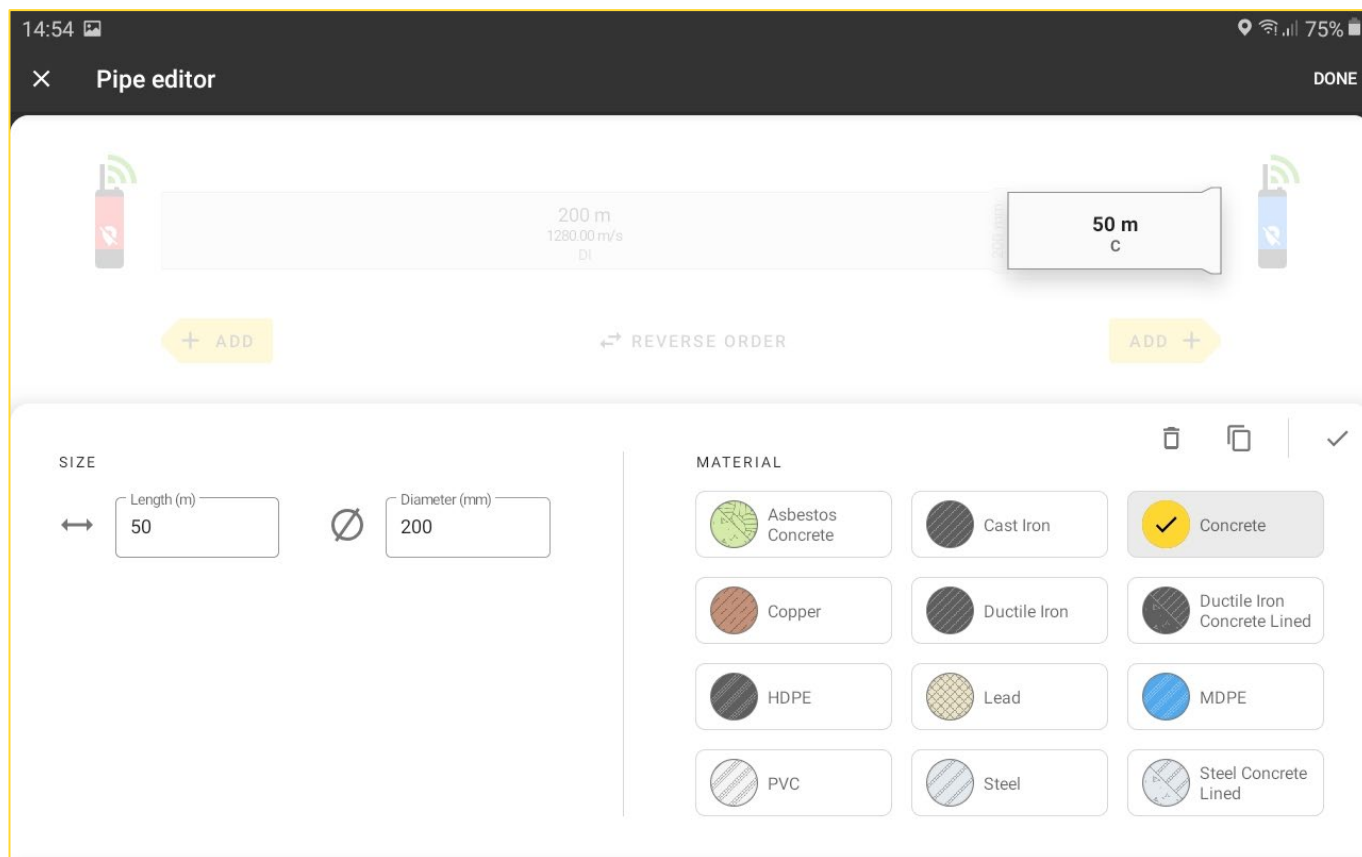 14:54
75%
Pipe editor
DONE
200 m
1280.00 m/s
DI
50 m
C
+ ADD
REVERSE ORDER
ADD +
SIZE
Length (m)
50
Diameter (mm)
200
MATERIAL
Asbestos
Concrete
Cast Iron
Concrete
Copper
Ductile Iron
Ductile Iron
Concrete Lined
HDPE
Lead
MDPE
PVC
Steel
Steel Concrete
Lined